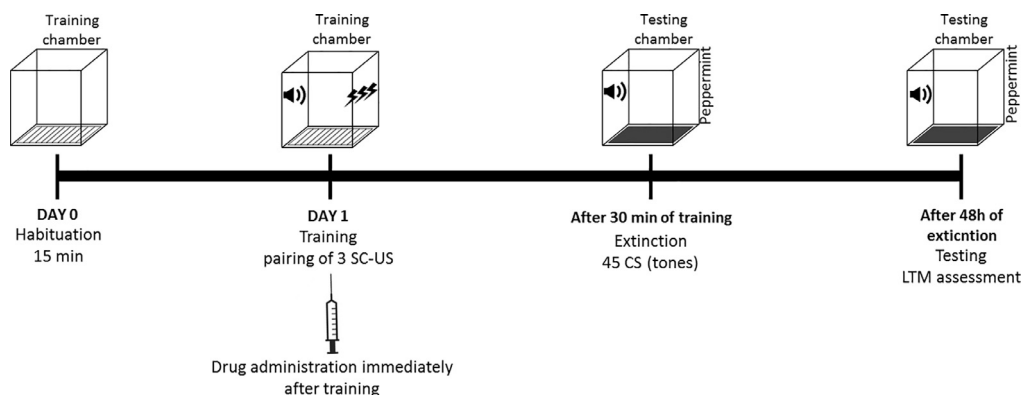 Training
chamber
Training
chamber
Testing
chamber
Peppermint
Testing
chamber
Peppermint
DAY 0
Habituation
15 min
DAY 1
Training
pairing of 3 SC-US
Drug administration immediately
after training
After 30 min of training
Extinction
45 CS (tones)
After 48h of
exticntion
Testing
LTM assessment